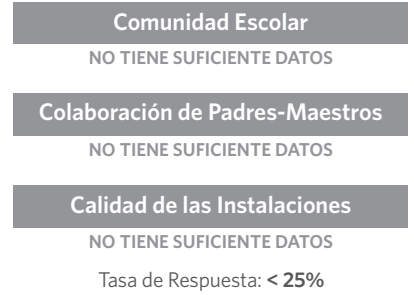 Comunidad Escolar
NO TIENE SUFICIENTE DATOS
Colaboración de Padres-Maestros
NO TIENE SUFICIENTE DATOS
Calidad de las Instalaciones
NO TIENE SUFICIENTE DATOS
Tasa de Respuesta: < 25%